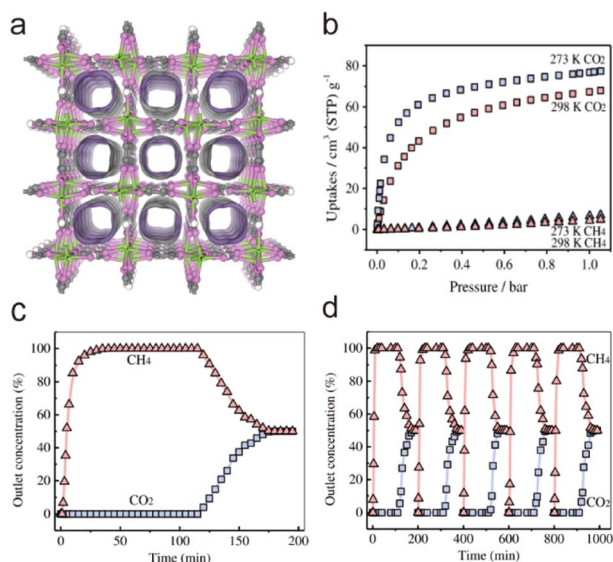 a
b
80
60
40
20
0
0.0 0.2 0.4 0.6 0.8 1.0
Uptakes / cm³ (STP) g⁻¹
Pressure / bar
273 K CO₂
298 K CO₂
273 K CH₄
298 K CH₄
c
100
80
60
40
20
0
0 50 100 150 200
Outlet concentration (%)
Time (min)
CH₄
CO₂
d
100
80
60
40
20
0
0 200 400 600 800 1000
Outlet concentration (%)
Time (min)
CH₄
CO₂